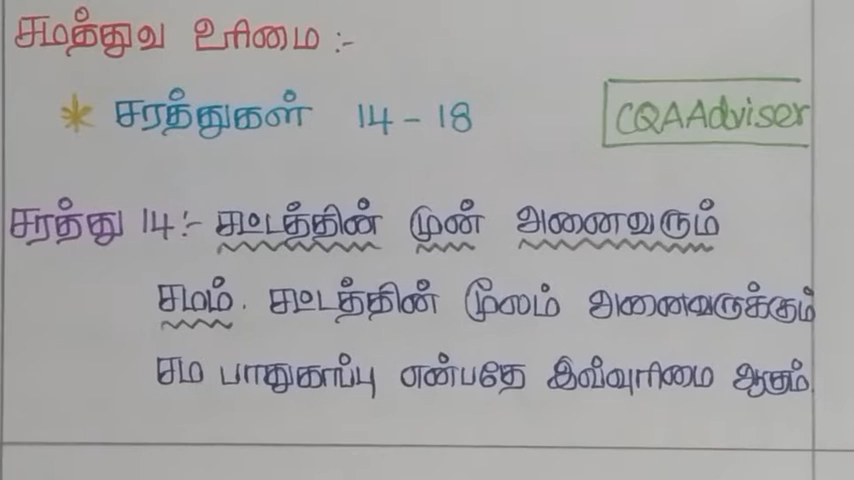 சமத்துவ உரிமை :-
* சரத்துகள் 14 - 18
CQAAdviser
சரத்து 14 :- சட்டத்தின் முன் அனைவரும்
சமம். சட்டத்தின் மூலம் அனைவருக்கும்
சம பாதுகாப்பு என்பதே இவ்வுரிமை ஆகும்.